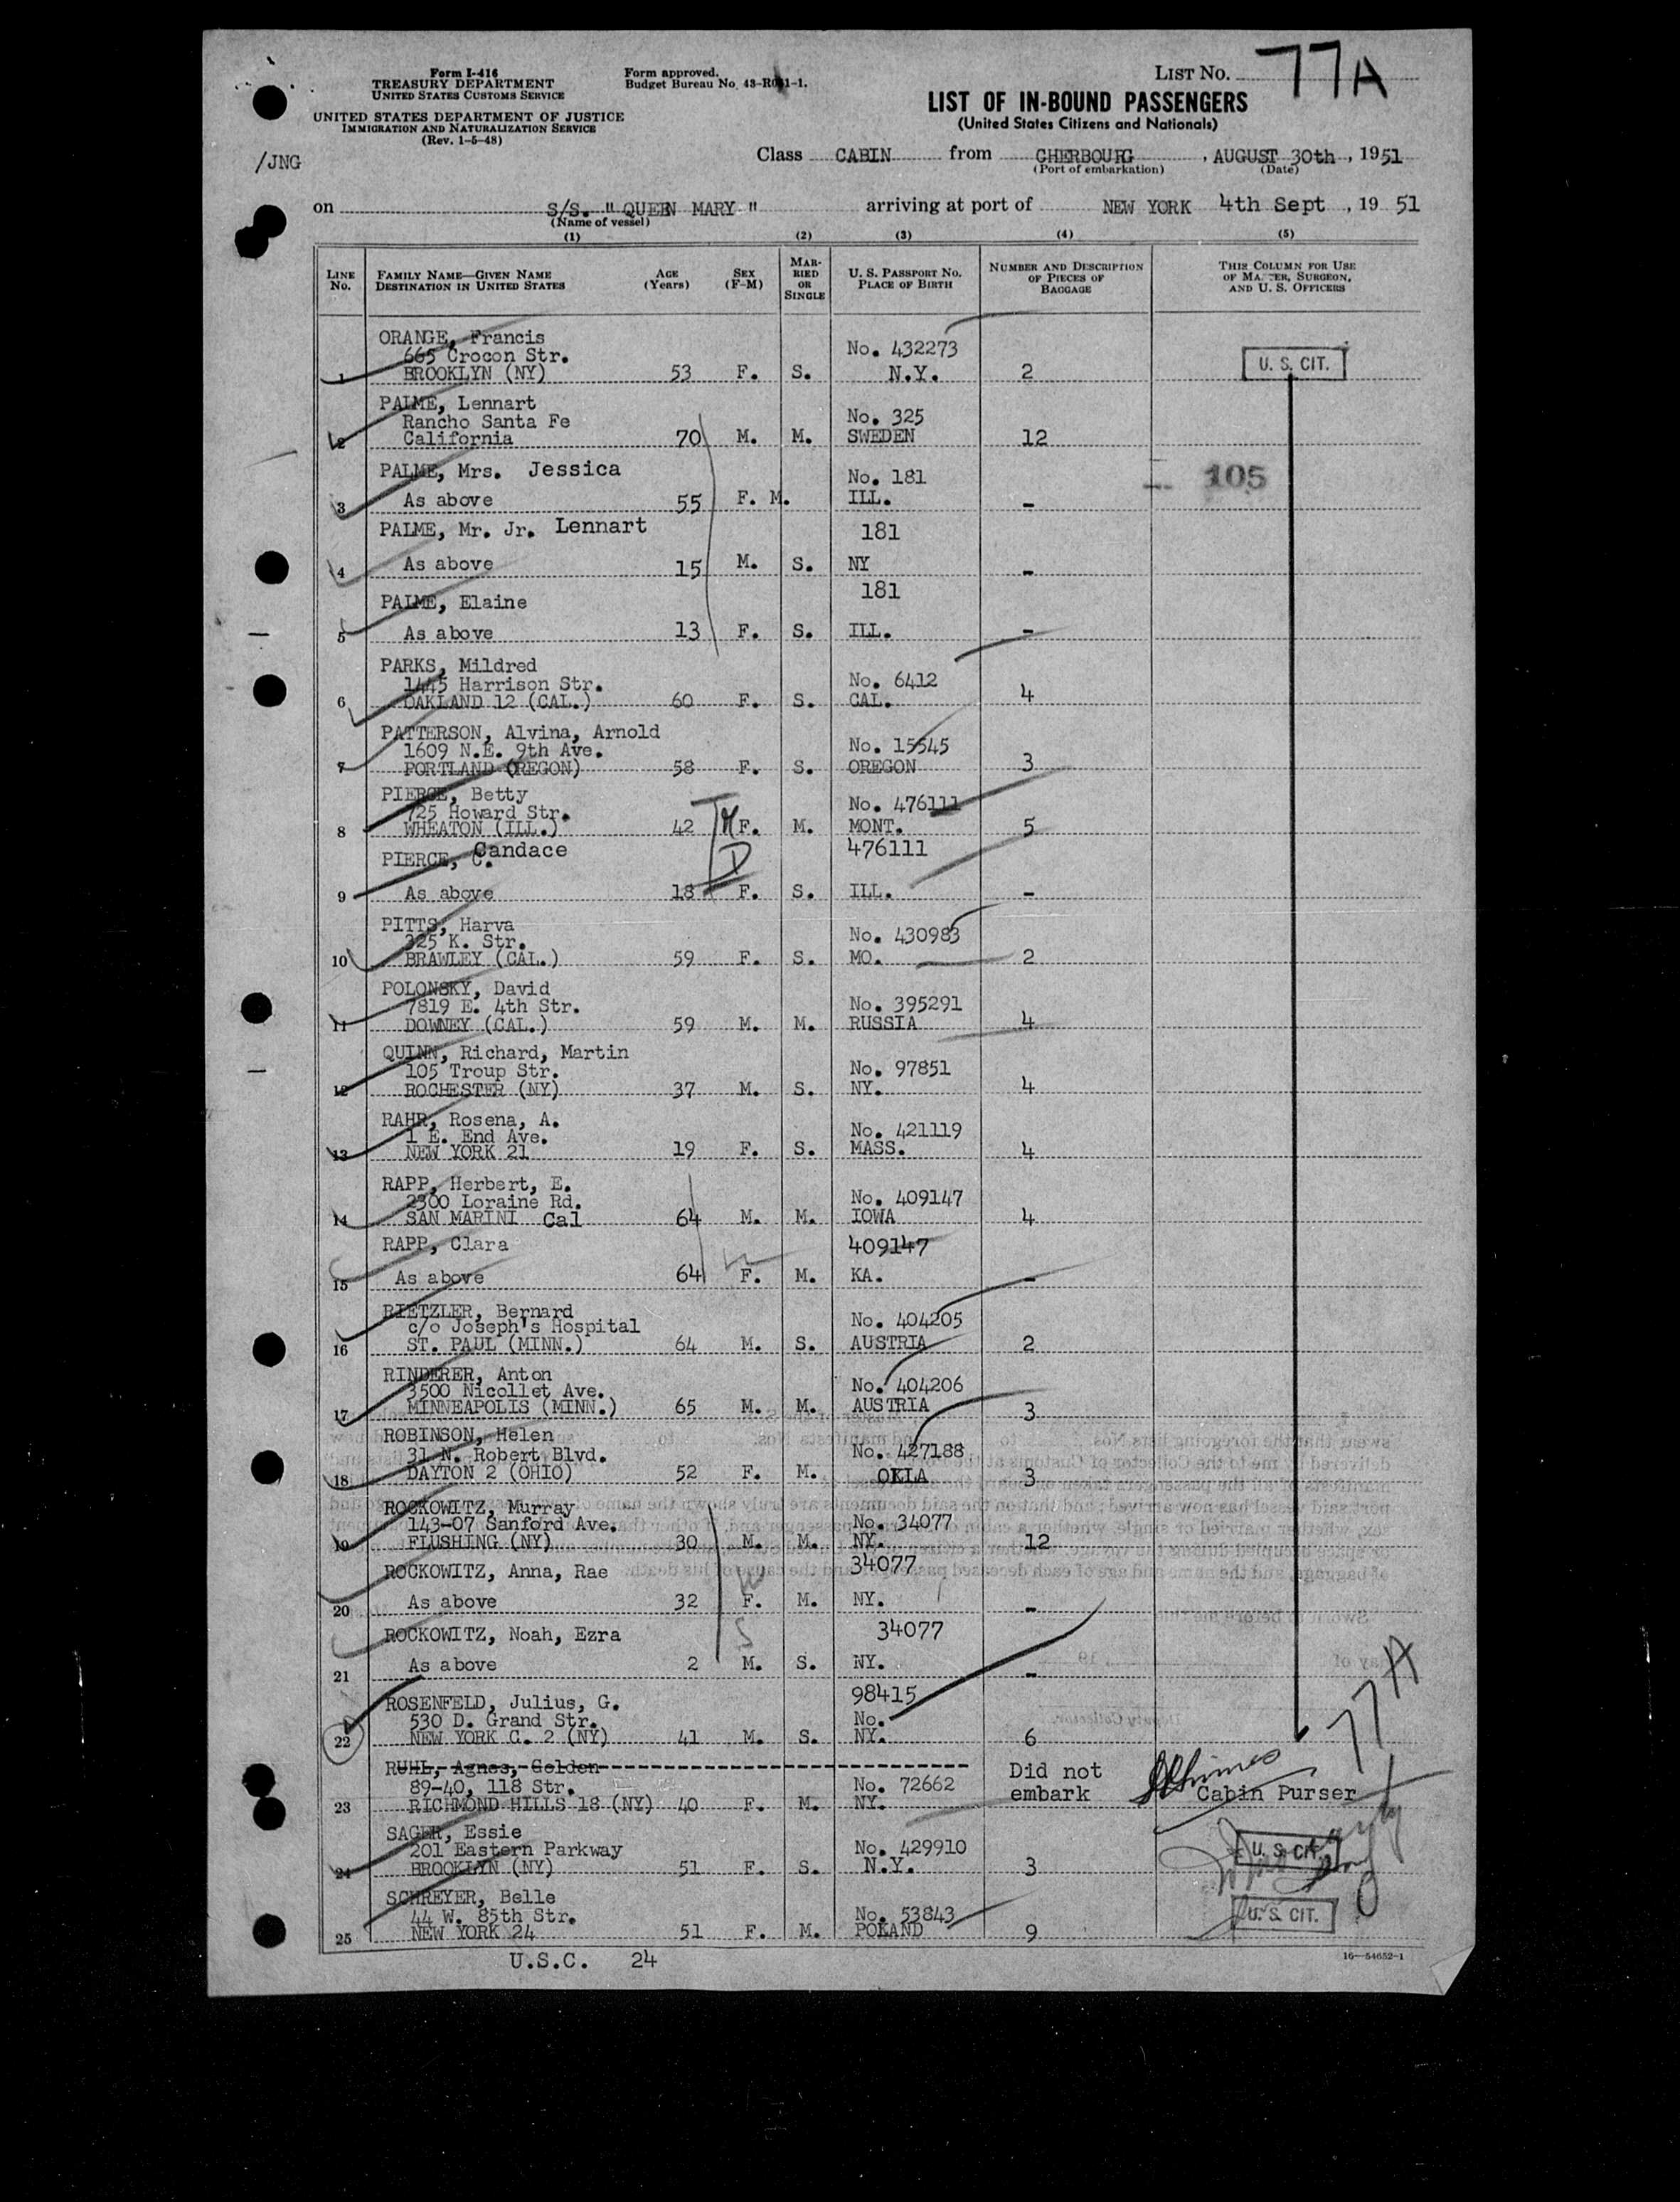 Form I-416
TREASURY DEPARTMENT
UNITED STATES CUSTOMS SERVICE
UNITED STATES DEPARTMENT OF JUSTICE
IMMIGRATION AND NATURALIZATION SERVICE
(Rev. 1-5-48)
Form approved.
Budget Bureau No. 43-R041-1.
LIST No. 77A
LIST OF IN-BOUND PASSENGERS
(United States Citizens and Nationals)
/JNG
Class CABIN from CHERBOURG, AUGUST 30th, 1951
(Port of embarkation) (Date)
on S/S. "QUEEN MARY" arriving at port of NEW YORK 4th Sept, 1951
(Name of vessel)
(1) (2) (3) (4) (5)
LINE No. FAMILY NAME—GIVEN NAME DESTINATION IN UNITED STATES AGE (Years) SEX (F-M) MARRIED OR SINGLE U. S. PASSPORT NO. PLACE OF BIRTH NUMBER AND DESCRIPTION OF PIECES OF BAGGAGE THIS COLUMN FOR USE OF MASTER, SURGEON, AND U. S. OFFICERS
ORANGE, Francis
665 Crocon Str. No. 432273 U. S. CIT.
1 BROOKLYN (NY) 53 F. S. N.Y. 2
PALME, Lennart
Rancho Santa Fe No. 325
2 California 70 M. M. SWEDEN 12
PALME, Mrs. Jessica No. 181 105
3 As above 55 F. M. ILL. -
PALME, Mr. Jr. Lennart 181
4 As above 15 M. S. NY -
PALME, Elaine 181
5 As above 13 F. S. ILL. -
PARKS, Mildred
1445 Harrison Str. No. 6412
6 OAKLAND 12 (CAL.) 60 F. S. CAL. 4
PATTERSON, Alvina, Arnold
1609 N.E. 9th Ave. No. 15545
7 PORTLAND (OREGON) 58 F. S. OREGON 3
PIERCE, Betty
725 Howard Str. No. 476111
8 WHEATON (ILL.) 42 F. M. MONT. 5
PIERCE, C. Candace 476111
9 As above 18 F. S. ILL. -
PITTS, Harva
325 K. Str. No. 430983
10 BRAWLEY (CAL.) 59 F. S. MO. 2
POLONSKY, David
7819 E. 4th Str. No. 395291
11 DOWNEY (CAL.) 59 M. M. RUSSIA 4
QUINN, Richard, Martin
105 Troup Str. No. 97851
12 ROCHESTER (NY) 37 M. S. NY. 4
RAHR, Rosena, A.
1 E. End Ave. No. 421119
13 NEW YORK 21 19 F. S. MASS. 4
RAPP, Herbert, E.
2300 Loraine Rd. No. 409147
14 SAN MARINI Cal 64 M. M. IOWA 4
RAPP, Clara 409147
15 As above 64 F. M. KA. -
RIETZLER, Bernard
c/o Joseph's Hospital No. 404205
16 ST. PAUL (MINN.) 64 M. S. AUSTRIA 2
RINDERER, Anton
3500 Nicollet Ave. No. 404206
17 MINNEAPOLIS (MINN.) 65 M. M. AUSTRIA 3
ROBINSON, Helen
31 N. Robert Blvd. No. 427188
18 DAYTON 2 (OHIO) 52 F. M. OKLA 3
ROCKOWITZ, Murray
143-07 Sanford Ave. No. 34077
19 FLUSHING (NY) 30 M. M. NY. 12
ROCKOWITZ, Anna, Rae 34077
20 As above 32 F. M. NY. -
ROCKOWITZ, Noah, Ezra 34077
21 As above 2 M. S. NY. -
ROSENFELD, Julius, G. 98415
530 D. Grand Str. No.
22 NEW YORK C. 2 (NY) 41 M. S. NY. 6
77A
RUHL, Agnes, Golden Did not
89-40, 118 Str. No. 72662 embark Cabin Purser
23 RICHMOND HILLS 18 (NY) 40 F. M. NY.
SAGER, Essie
201 Eastern Parkway No. 429910 U. S. CIT.
24 BROOKLYN (NY) 51 F. S. N.Y. 3
SCHREYER, Belle
44 W. 85th Str. No. 53843 U. S. CIT.
25 NEW YORK 24 51 F. M. POLAND 9
U.S.C. 24
16—54652-1